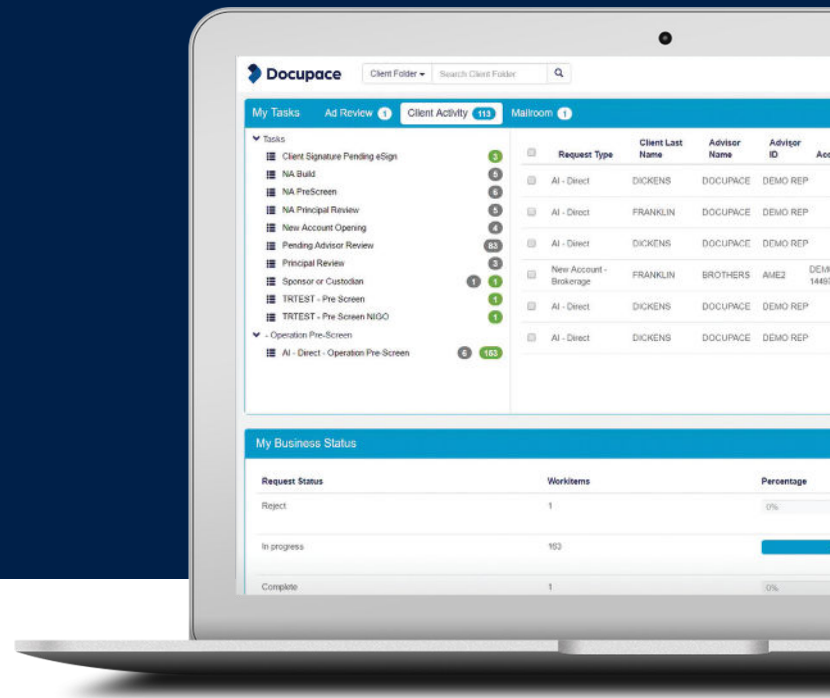 Docupace Client Folder Search Client Folder
My Tasks Ad Review 1 Client Activity 113 Mailroom 1
Tasks
Client Signature Pending eSign 3
NA Build 5
NA PreScreen 6
NA Principal Review 5
New Account Opening 4
Pending Advisor Review 83
Principal Review 3
Sponsor or Custodian 1 1
TRTEST - Pre Screen 1
TRTEST - Pre Screen NIGO 1
- Operation Pre-Screen
AI - Direct - Operation Pre-Screen 6 163
Request Type Client Last Name Advisor Name Advisor ID
AI - Direct DICKENS DOCUPACE DEMO REP
AI - Direct FRANKLIN DOCUPACE DEMO REP
AI - Direct DICKENS DOCUPACE DEMO REP
New Account - Brokerage FRANKLIN BROTHERS AME2
AI - Direct DICKENS DOCUPACE DEMO REP
AI - Direct DICKENS DOCUPACE DEMO REP
My Business Status
Request Status Workitems Percentage
Reject 1 0%
In progress 163
Complete 1 0%